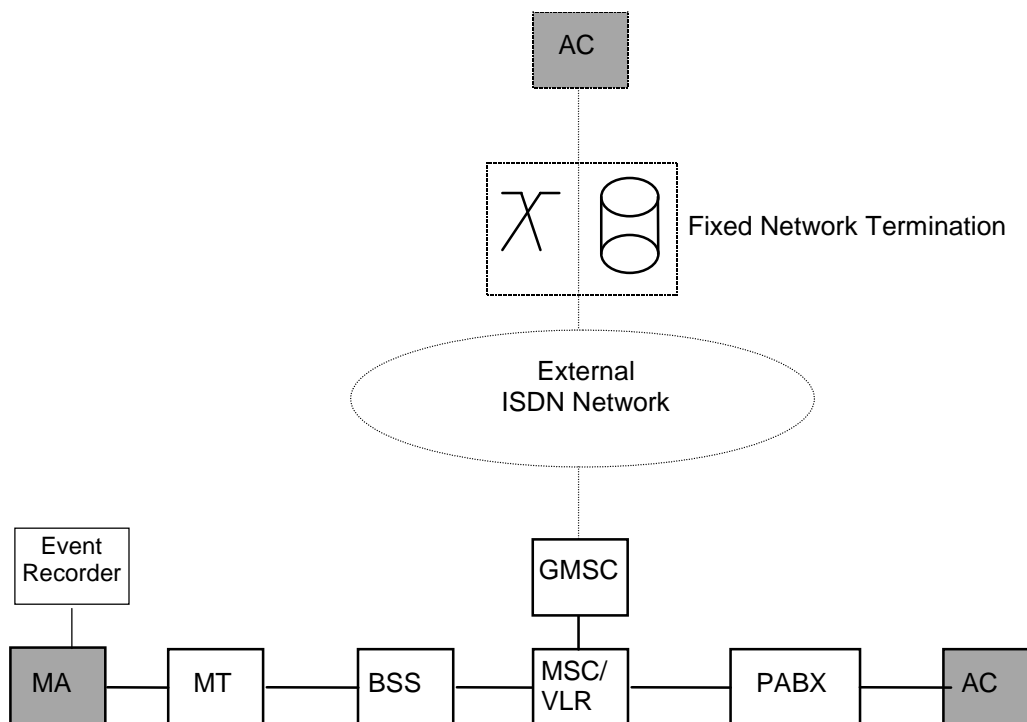 AC
Fixed Network Termination
External
ISDN Network
Event
Recorder
GMSC
MA
MT
BSS
MSC/
VLR
PABX
AC